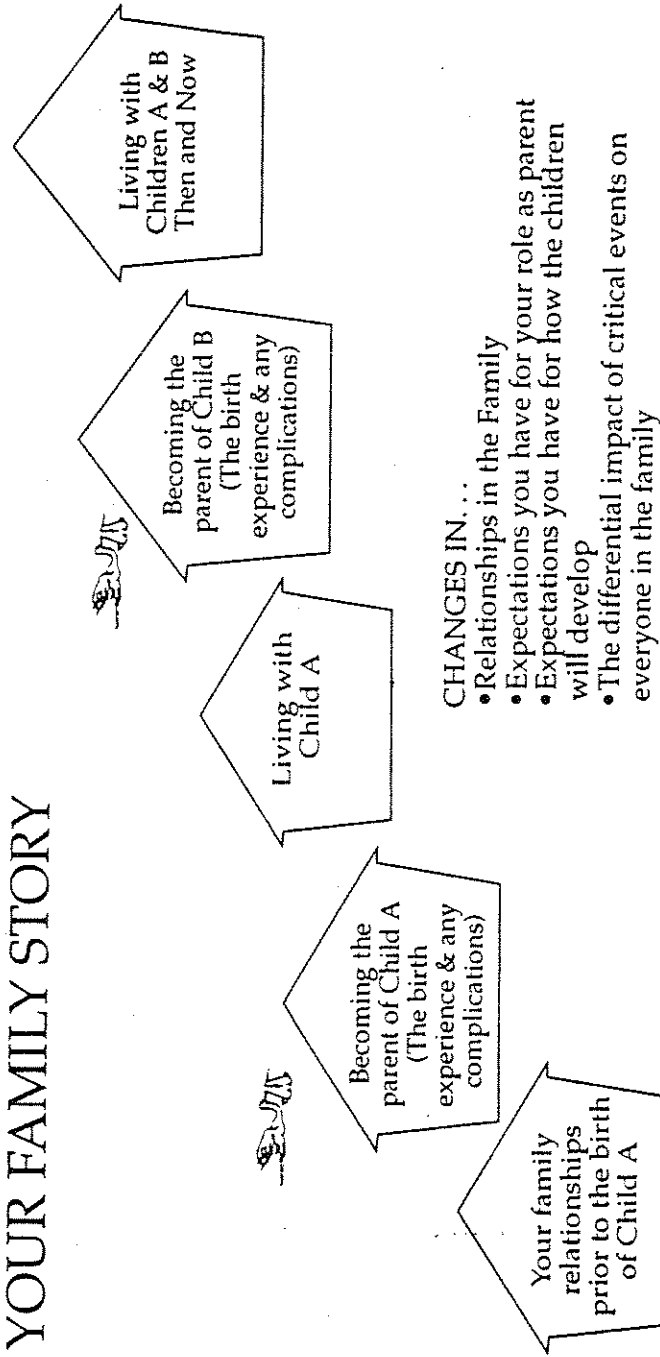 YOUR FAMILY STORY
Your family
relationships
prior to the birth
of Child A
Becoming the
parent of Child A
(The birth
experience & any
complications)
Living with
Child A
Becoming the
parent of Child B
(The birth
experience & any
complications)
Living with
Children A & B
Then and Now
CHANGES IN. . .
•Relationships in the Family
•Expectations you have for your role as parent
•Expectations you have for how the children
will develop
•The differential impact of critical events on
everyone in the family